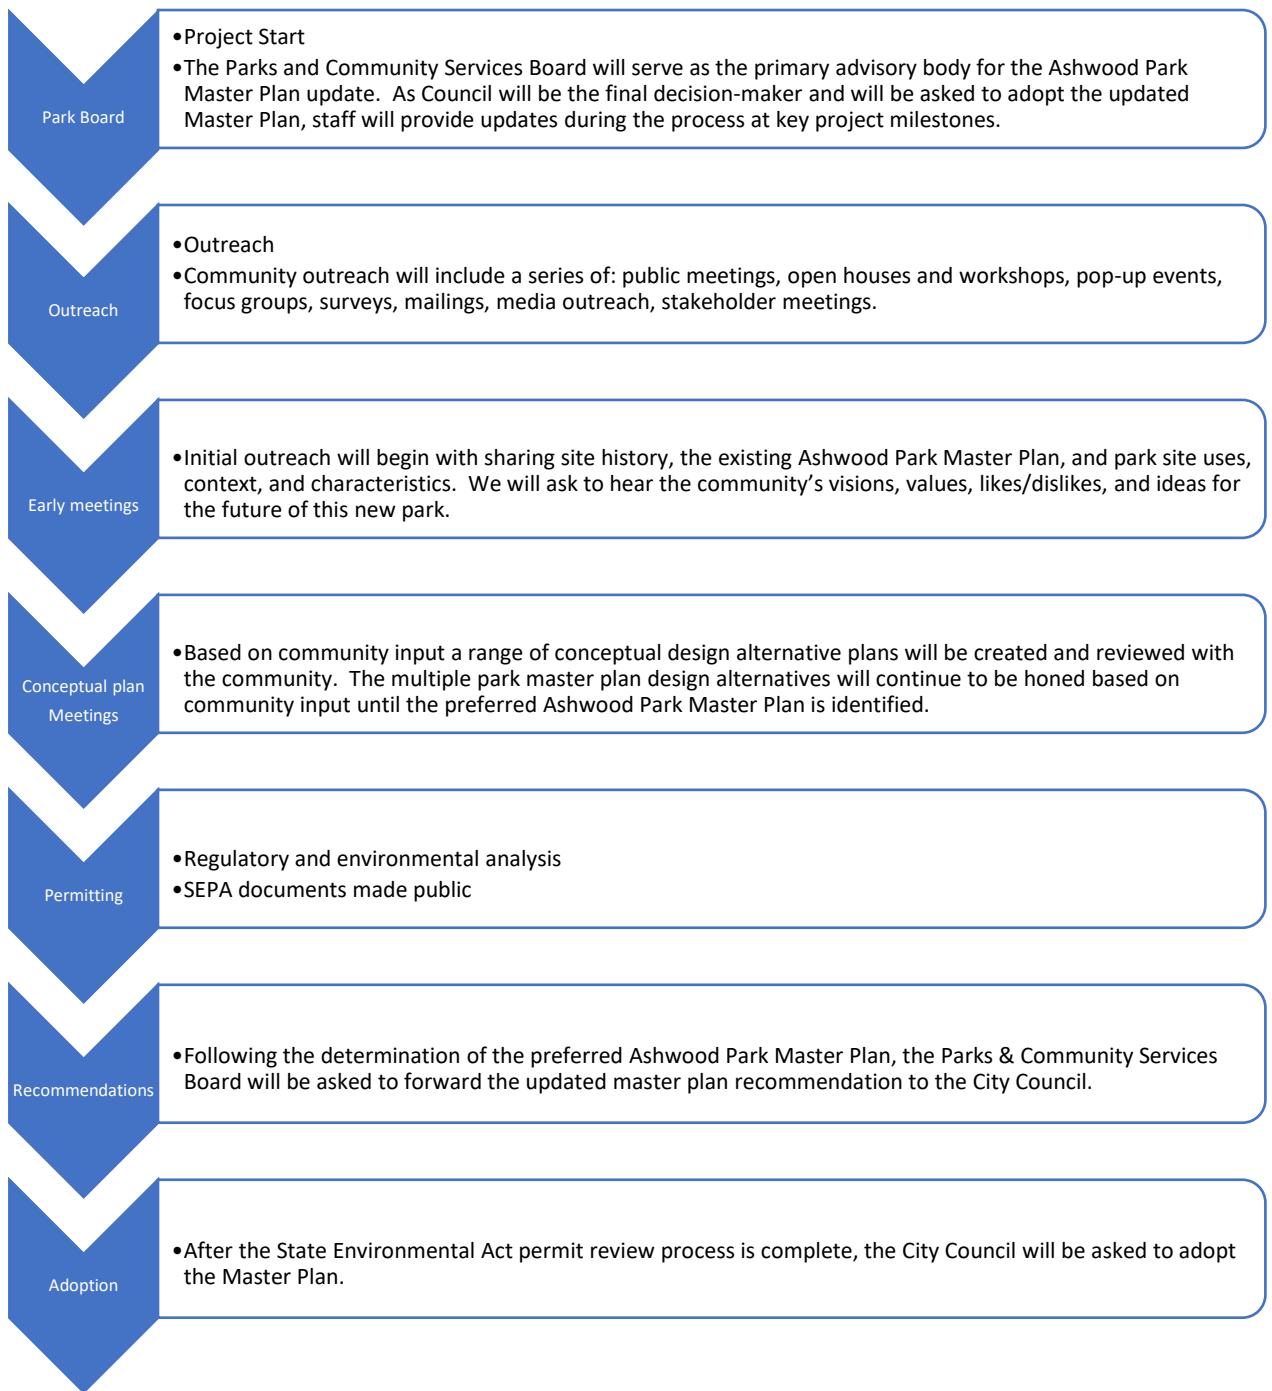 Park Board
•Project Start
•The Parks and Community Services Board will serve as the primary advisory body for the Ashwood Park
Master Plan update.  As Council will be the final decision-maker and will be asked to adopt the updated
Master Plan, staff will provide updates during the process at key project milestones.
Outreach
•Outreach
•Community outreach will include a series of: public meetings, open houses and workshops, pop-up events,
focus groups, surveys, mailings, media outreach, stakeholder meetings.
Early meetings
•Initial outreach will begin with sharing site history, the existing Ashwood Park Master Plan, and park site uses,
context, and characteristics.  We will ask to hear the community’s visions, values, likes/dislikes, and ideas for
the future of this new park.
Conceptual plan
Meetings
•Based on community input a range of conceptual design alternative plans will be created and reviewed with
the community.  The multiple park master plan design alternatives will continue to be honed based on
community input until the preferred Ashwood Park Master Plan is identified.
Permitting
•Regulatory and environmental analysis
•SEPA documents made public
Recommendations
•Following the determination of the preferred Ashwood Park Master Plan, the Parks & Community Services
Board will be asked to forward the updated master plan recommendation to the City Council.
Adoption
•After the State Environmental Act permit review process is complete, the City Council will be asked to adopt
the Master Plan.